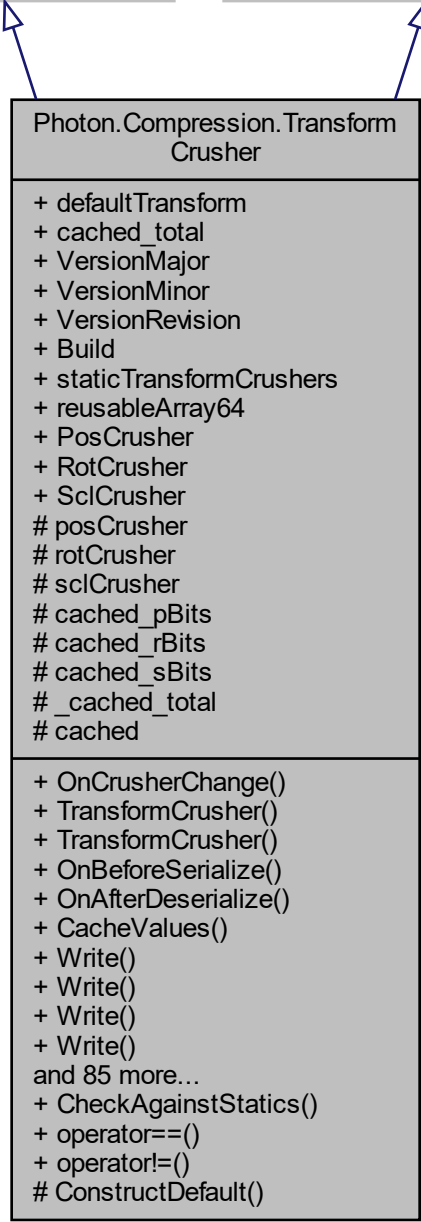 Photon.Compression.Transform
Crusher
+ defaultTransform
+ cached_total
+ VersionMajor
+ VersionMinor
+ VersionRevision
+ Build
+ staticTransformCrushers
+ reusableArray64
+ PosCrusher
+ RotCrusher
+ SclCrusher
# posCrusher
# rotCrusher
# sclCrusher
# cached_pBits
# cached_rBits
# cached_sBits
# _cached_total
# cached
+ OnCrusherChange()
+ TransformCrusher()
+ TransformCrusher()
+ OnBeforeSerialize()
+ OnAfterDeserialize()
+ CacheValues()
+ Write()
+ Write()
+ Write()
+ Write()
and 85 more...
+ CheckAgainstStatics()
+ operator==()
+ operator!=()
# ConstructDefault()